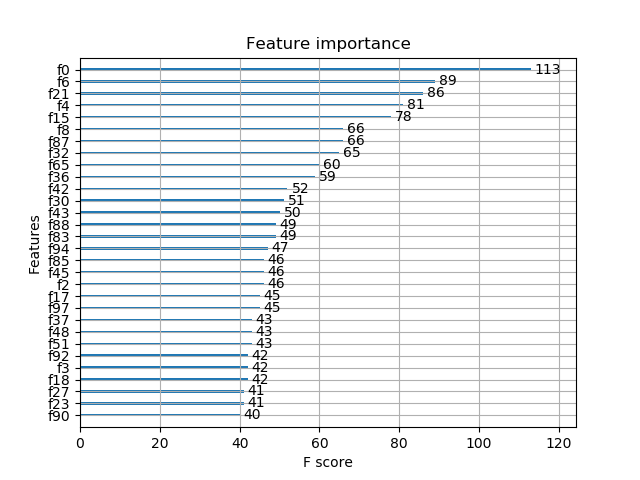 Feature importance
f0 113
f6 89
f21 86
f4 81
f15 78
f8 66
f87 66
f32 65
f65 60
f36 59
f42 52
f30 51
f43 50
f88 49
f83 49
f94 47
f85 46
f45 46
f2 46
f17 45
f97 45
f37 43
f48 43
f51 43
f92 42
f3 42
f18 42
f27 41
f23 41
f90 40
Features
0 20 40 60 80 100 120
F score